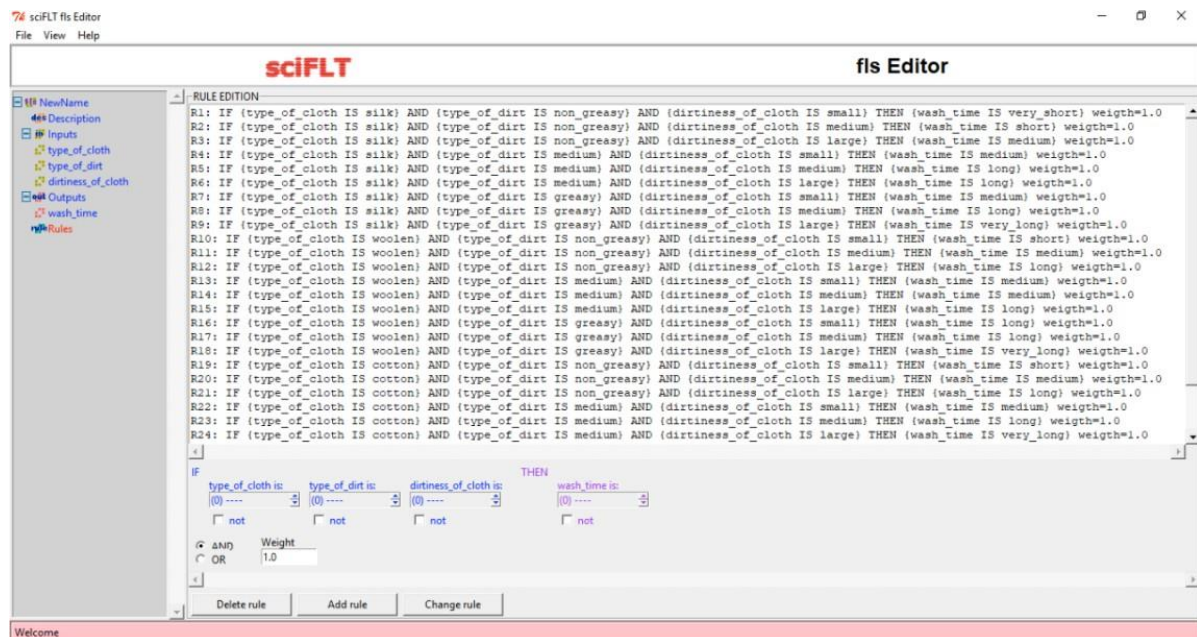 sciFLT fls Editor
File View Help
sciFLT fls Editor
NewName
Description
Inputs
type_of_cloth
type_of_dirt
dirtiness_of_cloth
Outputs
wash_time
Rules
RULE EDITION
R1: IF {type_of_cloth IS silk} AND {type_of_dirt IS non_greasy} AND {dirtiness_of_cloth IS small} THEN {wash_time IS very_short} weigth=1.0
R2: IF {type_of_cloth IS silk} AND {type_of_dirt IS non_greasy} AND {dirtiness_of_cloth IS medium} THEN {wash_time IS short} weigth=1.0
R3: IF {type_of_cloth IS silk} AND {type_of_dirt IS non_greasy} AND {dirtiness_of_cloth IS large} THEN {wash_time IS medium} weigth=1.0
R4: IF {type_of_cloth IS silk} AND {type_of_dirt IS medium} AND {dirtiness_of_cloth IS small} THEN {wash_time IS medium} weigth=1.0
R5: IF {type_of_cloth IS silk} AND {type_of_dirt IS medium} AND {dirtiness_of_cloth IS medium} THEN {wash_time IS long} weigth=1.0
R6: IF {type_of_cloth IS silk} AND {type_of_dirt IS medium} AND {dirtiness_of_cloth IS large} THEN {wash_time IS long} weigth=1.0
R7: IF {type_of_cloth IS silk} AND {type_of_dirt IS greasy} AND {dirtiness_of_cloth IS small} THEN {wash_time IS medium} weigth=1.0
R8: IF {type_of_cloth IS silk} AND {type_of_dirt IS greasy} AND {dirtiness_of_cloth IS medium} THEN {wash_time IS long} weigth=1.0
R9: IF {type_of_cloth IS silk} AND {type_of_dirt IS greasy} AND {dirtiness_of_cloth IS large} THEN {wash_time IS very_long} weigth=1.0
R10: IF {type_of_cloth IS woolen} AND {type_of_dirt IS non_greasy} AND {dirtiness_of_cloth IS small} THEN {wash_time IS short} weigth=1.0
R11: IF {type_of_cloth IS woolen} AND {type_of_dirt IS non_greasy} AND {dirtiness_of_cloth IS medium} THEN {wash_time IS medium} weigth=1.0
R12: IF {type_of_cloth IS woolen} AND {type_of_dirt IS non_greasy} AND {dirtiness_of_cloth IS large} THEN {wash_time IS long} weigth=1.0
R13: IF {type_of_cloth IS woolen} AND {type_of_dirt IS medium} AND {dirtiness_of_cloth IS small} THEN {wash_time IS medium} weigth=1.0
R14: IF {type_of_cloth IS woolen} AND {type_of_dirt IS medium} AND {dirtiness_of_cloth IS medium} THEN {wash_time IS medium} weigth=1.0
R15: IF {type_of_cloth IS woolen} AND {type_of_dirt IS medium} AND {dirtiness_of_cloth IS large} THEN {wash_time IS long} weigth=1.0
R16: IF {type_of_cloth IS woolen} AND {type_of_dirt IS greasy} AND {dirtiness_of_cloth IS small} THEN {wash_time IS long} weigth=1.0
R17: IF {type_of_cloth IS woolen} AND {type_of_dirt IS greasy} AND {dirtiness_of_cloth IS medium} THEN {wash_time IS long} weigth=1.0
R18: IF {type_of_cloth IS woolen} AND {type_of_dirt IS greasy} AND {dirtiness_of_cloth IS large} THEN {wash_time IS very_long} weigth=1.0
R19: IF {type_of_cloth IS cotton} AND {type_of_dirt IS non_greasy} AND {dirtiness_of_cloth IS small} THEN {wash_time IS short} weigth=1.0
R20: IF {type_of_cloth IS cotton} AND {type_of_dirt IS non_greasy} AND {dirtiness_of_cloth IS medium} THEN {wash_time IS medium} weigth=1.0
R21: IF {type_of_cloth IS cotton} AND {type_of_dirt IS non_greasy} AND {dirtiness_of_cloth IS large} THEN {wash_time IS long} weigth=1.0
R22: IF {type_of_cloth IS cotton} AND {type_of_dirt IS medium} AND {dirtiness_of_cloth IS small} THEN {wash_time IS medium} weigth=1.0
R23: IF {type_of_cloth IS cotton} AND {type_of_dirt IS medium} AND {dirtiness_of_cloth IS medium} THEN {wash_time IS long} weigth=1.0
R24: IF {type_of_cloth IS cotton} AND {type_of_dirt IS medium} AND {dirtiness_of_cloth IS large} THEN {wash_time IS very_long} weigth=1.0
IF THEN
type_of_cloth is: type_of_dirt is: dirtiness_of_cloth is: wash_time is:
(0) ---- (0) ---- (0) ---- (0) ----
not not not not
AND Weight
OR 1.0
Delete rule Add rule Change rule
Welcome